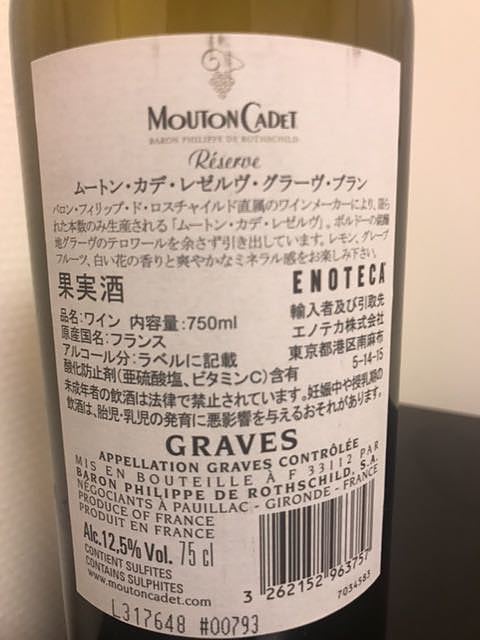 MOUTON CADET
BARON PHILIPPE DE ROTHSCHILD
Réserve
ムートン・カデ・レゼルヴ・グラーヴ・ブラン
バロン・フィリップ・ド・ロスチャイルド直属のワインメーカーにより、限ら
れた本数のみ生産される「ムートン・カデ・レゼルヴ」。ボルドーの銘醸
地グラーヴのテロワールを余さず引き出しています。レモン、グレープ
フルーツ、白い花の香りと爽やかなミネラル感をお楽しみ下さい。
果実酒
ENOTECA
品名:ワイン 内容量:750ml
原産国名:フランス
アルコール分:ラベルに記載
輸入者及び引取先
エノテカ株式会社
東京都港区南麻布
5-14-15
酸化防止剤(亜硫酸塩、ビタミンC)含有
未成年者の飲酒は法律で禁止されています。妊娠中や授乳期の
飲酒は、胎児・乳児の発育に悪影響を与えるおそれがあります。
GRAVES
APPELLATION GRAVES CONTRÔLÉE
MIS EN BOUTEILLE À F 33112 PAR
BARON PHILIPPE DE ROTHSCHILD, S.A.
NÉGOCIANTS À PAUILLAC - GIRONDE - FRANCE
PRODUCE OF FRANCE
PRODUIT EN FRANCE
Alc.12,5% Vol. 75 cl
CONTIENT SULFITES
CONTAINS SULPHITES
www.moutoncadet.com
3 262152 963757
7034583
L317648 #00793